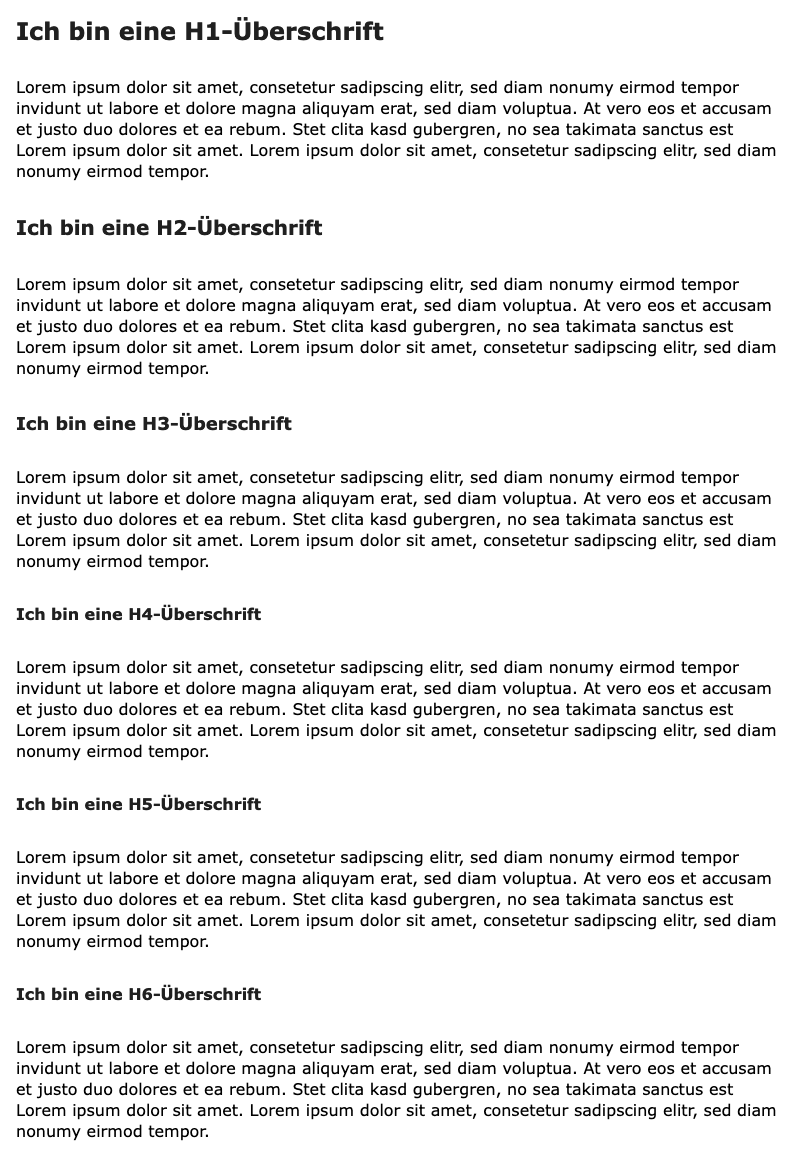 Ich bin eine H1-Überschrift
Lorem ipsum dolor sit amet, consetetur sadipscing elitr, sed diam nonumy eirmod tempor
invidunt ut labore et dolore magna aliquyam erat, sed diam voluptua. At vero eos et accusam
et justo duo dolores et ea rebum. Stet clita kasd gubergren, no sea takimata sanctus est
Lorem ipsum dolor sit amet. Lorem ipsum dolor sit amet, consetetur sadipscing elitr, sed diam
nonumy eirmod tempor.
Ich bin eine H2-Überschrift
Lorem ipsum dolor sit amet, consetetur sadipscing elitr, sed diam nonumy eirmod tempor
invidunt ut labore et dolore magna aliquyam erat, sed diam voluptua. At vero eos et accusam
et justo duo dolores et ea rebum. Stet clita kasd gubergren, no sea takimata sanctus est
Lorem ipsum dolor sit amet. Lorem ipsum dolor sit amet, consetetur sadipscing elitr, sed diam
nonumy eirmod tempor.
Ich bin eine H3-Überschrift
Lorem ipsum dolor sit amet, consetetur sadipscing elitr, sed diam nonumy eirmod tempor
invidunt ut labore et dolore magna aliquyam erat, sed diam voluptua. At vero eos et accusam
et justo duo dolores et ea rebum. Stet clita kasd gubergren, no sea takimata sanctus est
Lorem ipsum dolor sit amet. Lorem ipsum dolor sit amet, consetetur sadipscing elitr, sed diam
nonumy eirmod tempor.
Ich bin eine H4-Überschrift
Lorem ipsum dolor sit amet, consetetur sadipscing elitr, sed diam nonumy eirmod tempor
invidunt ut labore et dolore magna aliquyam erat, sed diam voluptua. At vero eos et accusam
et justo duo dolores et ea rebum. Stet clita kasd gubergren, no sea takimata sanctus est
Lorem ipsum dolor sit amet. Lorem ipsum dolor sit amet, consetetur sadipscing elitr, sed diam
nonumy eirmod tempor.
Ich bin eine H5-Überschrift
Lorem ipsum dolor sit amet, consetetur sadipscing elitr, sed diam nonumy eirmod tempor
invidunt ut labore et dolore magna aliquyam erat, sed diam voluptua. At vero eos et accusam
et justo duo dolores et ea rebum. Stet clita kasd gubergren, no sea takimata sanctus est
Lorem ipsum dolor sit amet. Lorem ipsum dolor sit amet, consetetur sadipscing elitr, sed diam
nonumy eirmod tempor.
Ich bin eine H6-Überschrift
Lorem ipsum dolor sit amet, consetetur sadipscing elitr, sed diam nonumy eirmod tempor
invidunt ut labore et dolore magna aliquyam erat, sed diam voluptua. At vero eos et accusam
et justo duo dolores et ea rebum. Stet clita kasd gubergren, no sea takimata sanctus est
Lorem ipsum dolor sit amet. Lorem ipsum dolor sit amet, consetetur sadipscing elitr, sed diam
nonumy eirmod tempor.